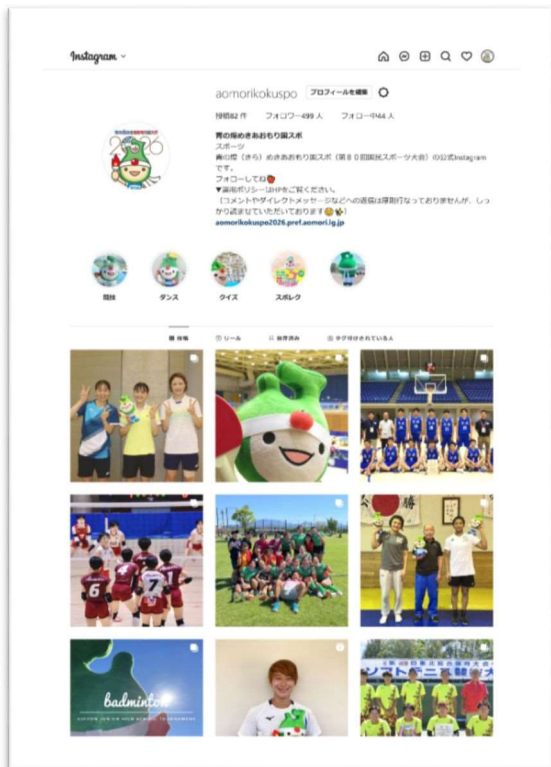 Instagram
aomorikokuspo プロフィールを編集
投稿82 件 フォロワー499 人 フォロー中44 人
青の煌めきあおもり国スポ
スポーツ
青の煌（きら）めきあおもり国スポ（第８０回国民スポーツ大会）の公式Instagram
です。
フォローしてね🍎
▼運用ポリシーはHPをご覧ください。
（コメントやダイレクトメッセージなどへの返信は原則行なっておりませんが、しっ
かり読ませていただいております
aomorikokuspo2026.pref.aomori.lg.jp
競技 ダンス クイズ スポレク
投稿 リール 保存済み タグ付けされている人
6 4 7 1
badminton